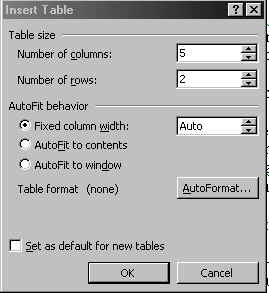 Insert Table
Table size
Number of columns: 5
Number of rows: 2
AutoFit behavior
Fixed column width: Auto
AutoFit to contents
AutoFit to window
Table format (none) AutoFormat...
Set as default for new tables
OK Cancel